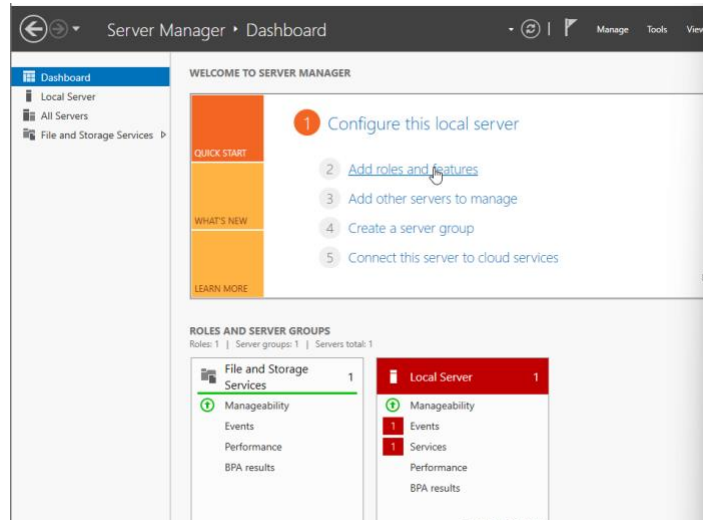 Server Manager • Dashboard
Manage Tools View
Dashboard
Local Server
All Servers
File and Storage Services
WELCOME TO SERVER MANAGER
QUICK START
WHAT'S NEW
LEARN MORE
1 Configure this local server
2 Add roles and features
3 Add other servers to manage
4 Create a server group
5 Connect this server to cloud services
ROLES AND SERVER GROUPS
Roles: 1 | Server groups: 1 | Servers total: 1
File and Storage
Services 1
Manageability
Events
Performance
BPA results
Local Server 1
Manageability
1 Events
1 Services
Performance
BPA results